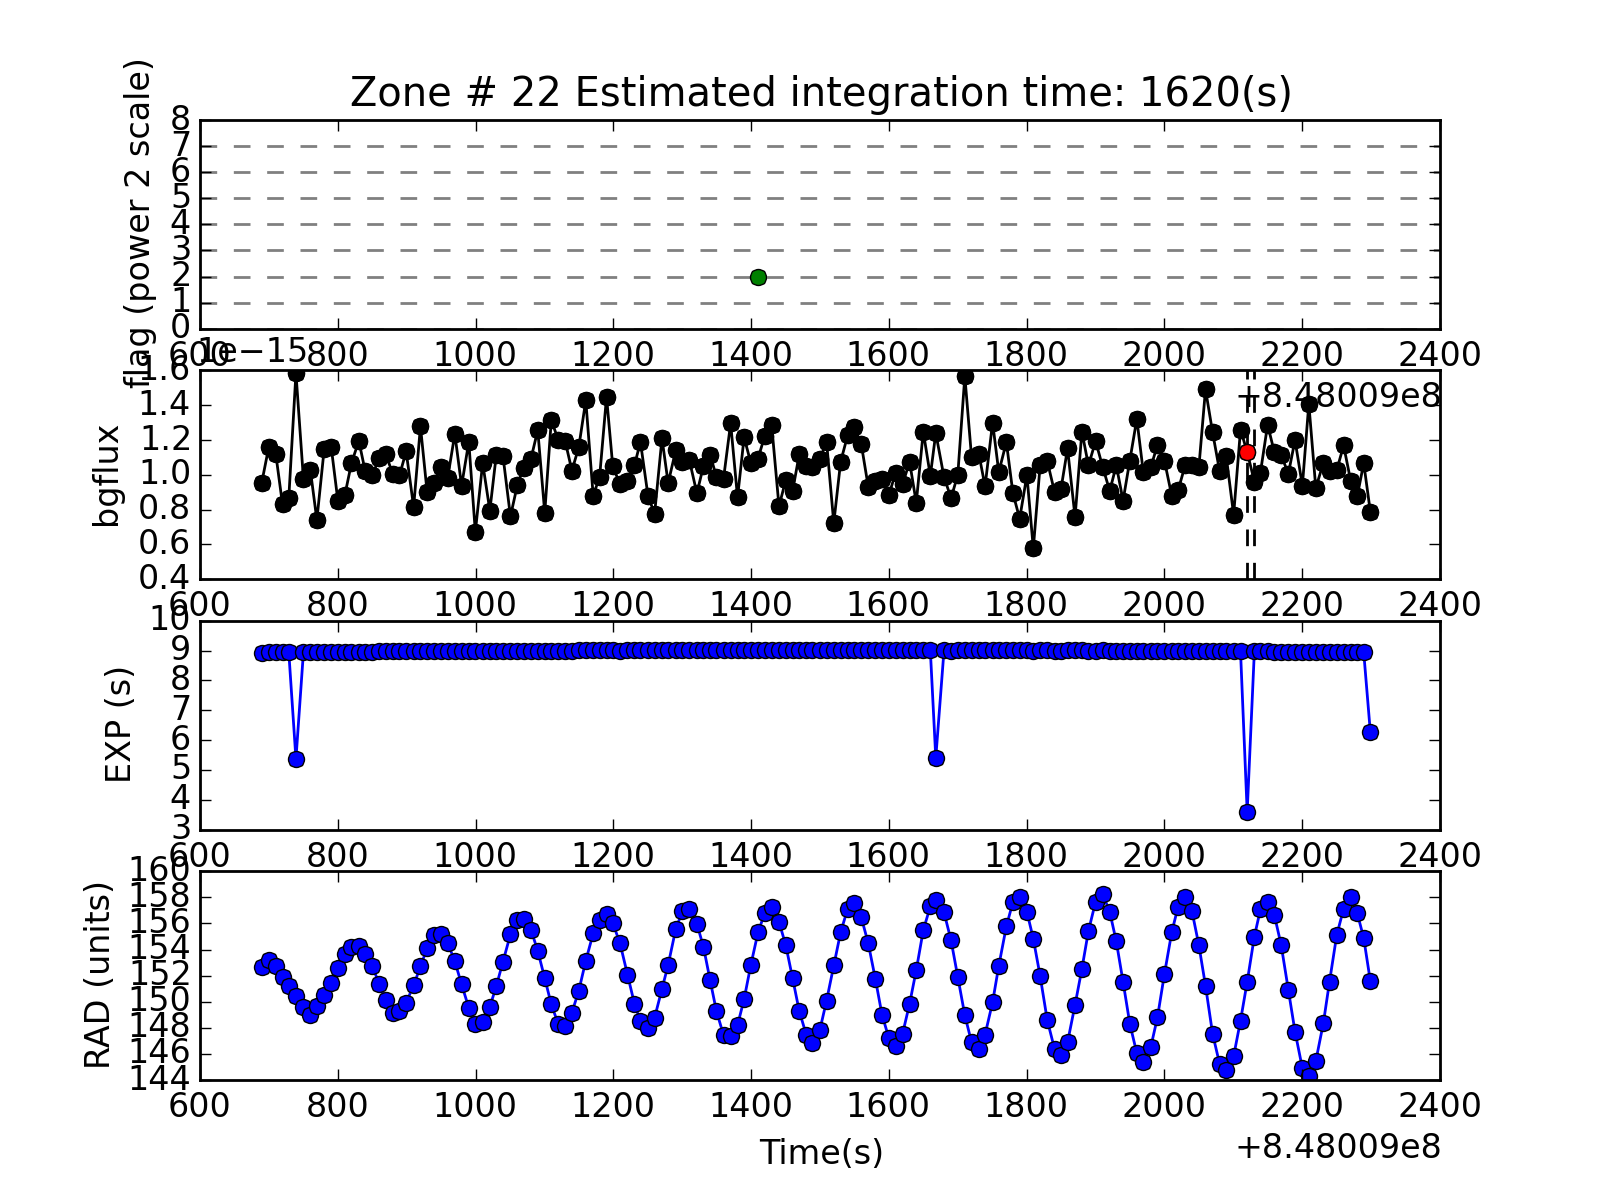 Zone # 22 Estimated integration time: 1620(s)
flag (power 2 scale)
8
7
6
5
4
3
2
1
0
600 800 1000 1200 1400 1600 1800 2000 2200 2400
1e−15
+8.48009e8
bgflux
1.6
1.4
1.2
1.0
0.8
0.6
0.4
600 800 1000 1200 1400 1600 1800 2000 2200 2400
EXP (s)
10
9
8
7
6
5
4
3
600 800 1000 1200 1400 1600 1800 2000 2200 2400
RAD (units)
160
158
156
154
152
150
148
146
144
600 800 1000 1200 1400 1600 1800 2000 2200 2400
Time(s)
+8.48009e8